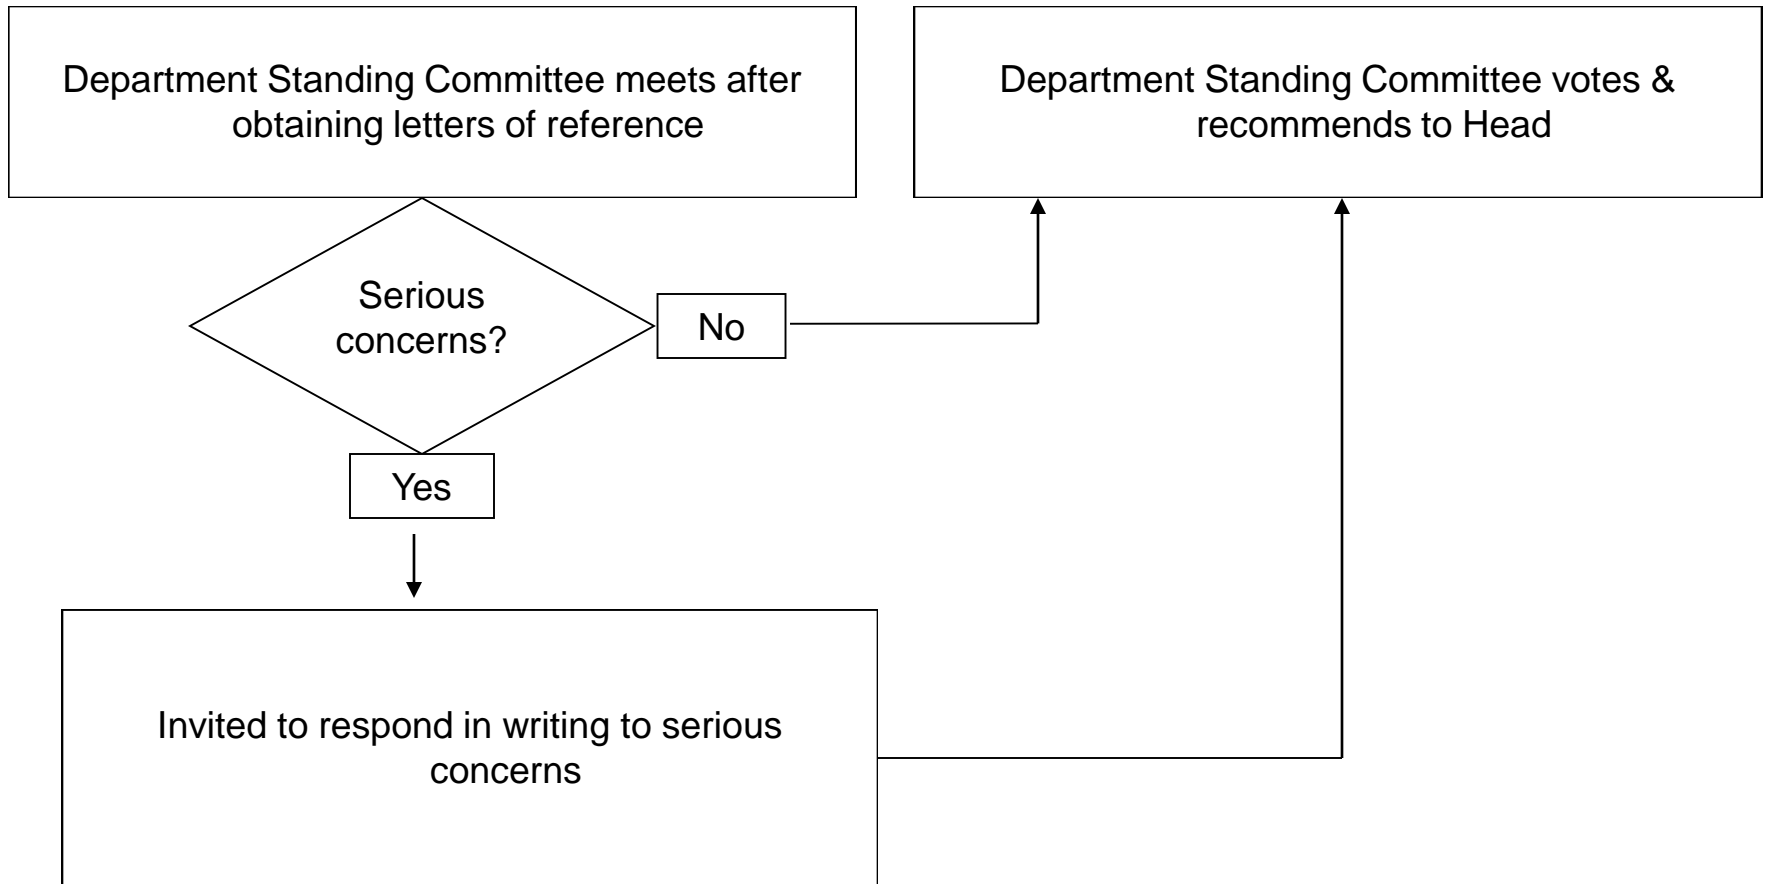 Department Standing Committee meets after
obtaining letters of reference
Department Standing Committee votes &
recommends to Head
Serious
concerns?
No
Yes
Invited to respond in writing to serious
concerns